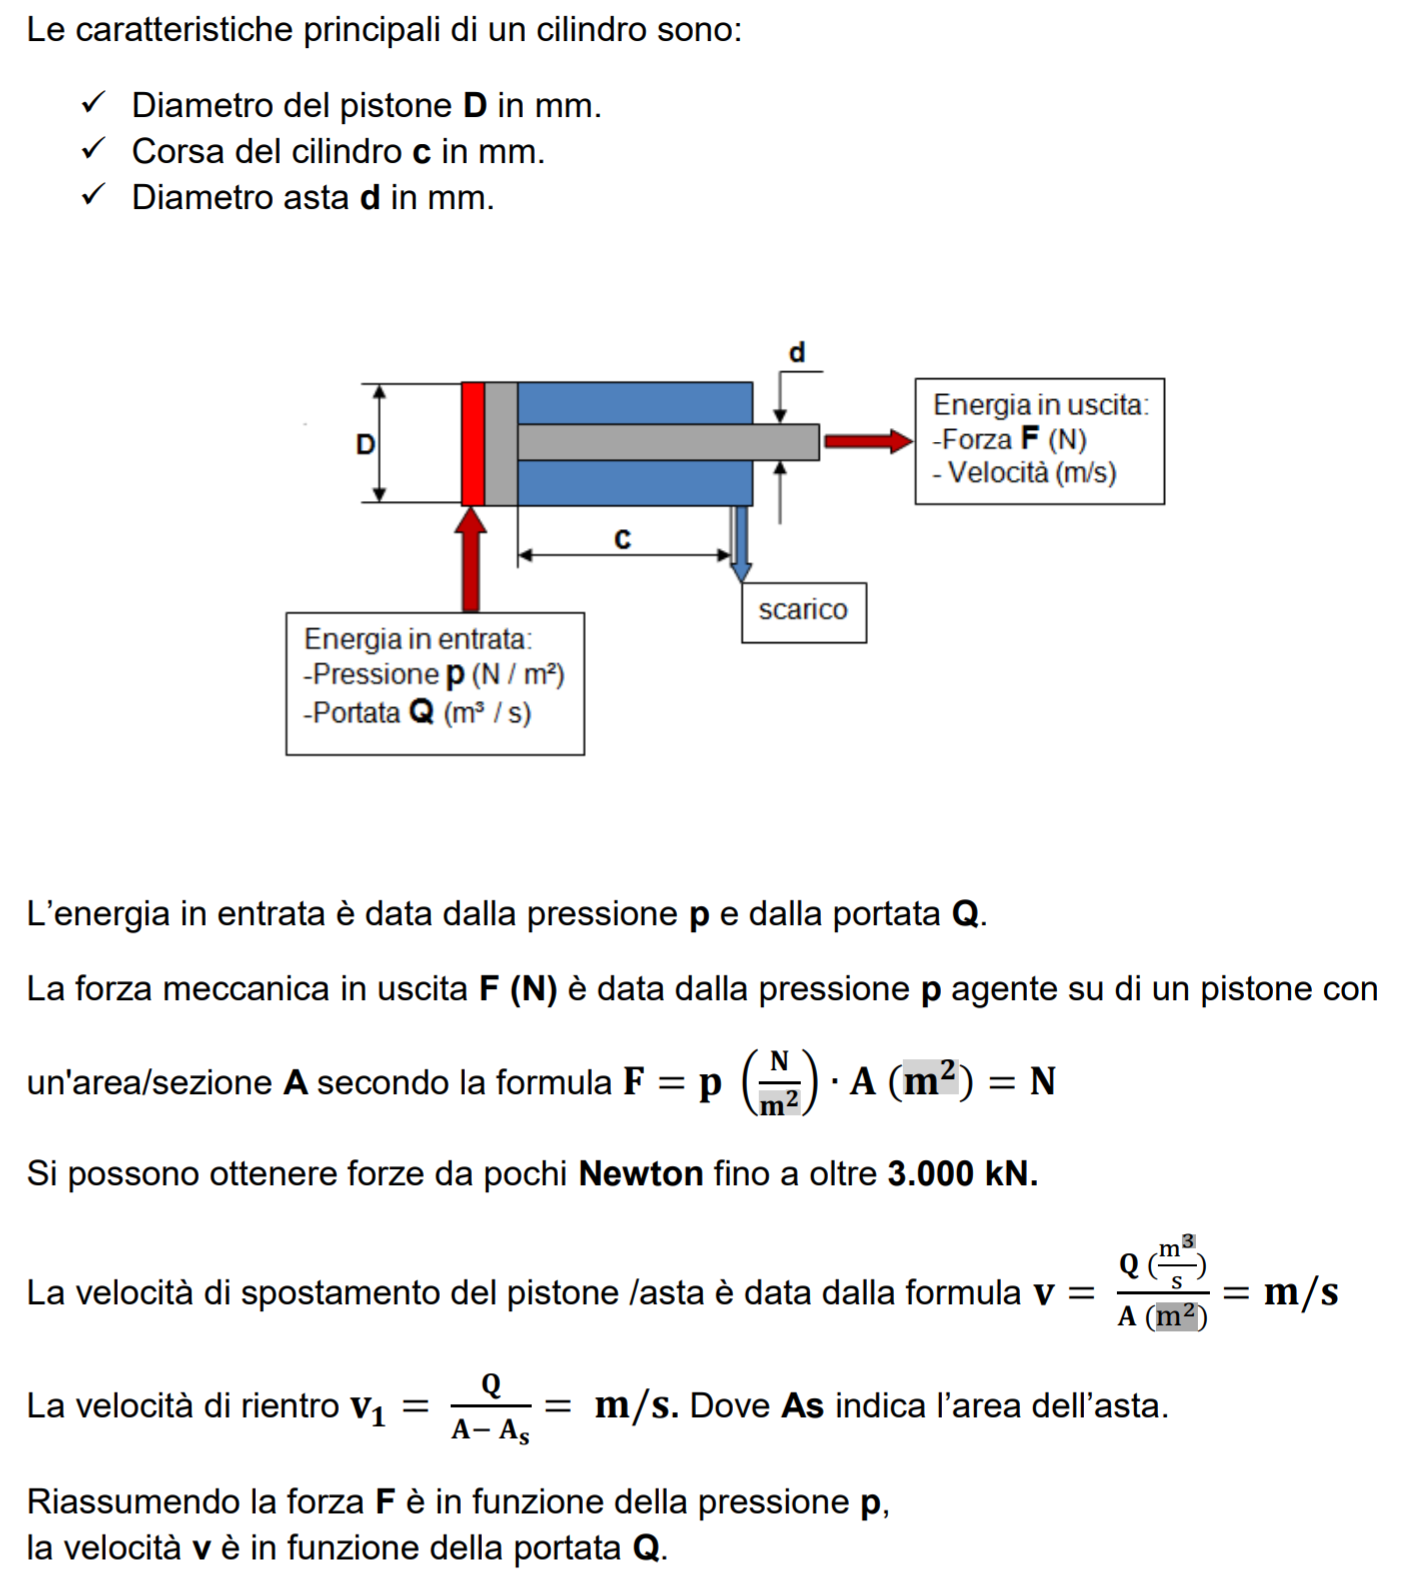 Le caratteristiche principali di un cilindro sono:
✓ Diametro del pistone D in mm.
✓ Corsa del cilindro c in mm.
✓ Diametro asta d in mm.
d
D
Energia in uscita:
-Forza F (N)
- Velocità (m/s)
C
scarico
Energia in entrata:
-Pressione p (N / m²)
-Portata Q (m³ / s)
L’energia in entrata è data dalla pressione p e dalla portata Q.
La forza meccanica in uscita F (N) è data dalla pressione p agente su di un pistone con
un'area/sezione A secondo la formula F = p (N/m²) · A (m²) = N
Si possono ottenere forze da pochi Newton fino a oltre 3.000 kN.
La velocità di spostamento del pistone /asta è data dalla formula v = Q (m³/s) / A (m²) = m/s
La velocità di rientro v₁ = Q / A− Aₛ = m/s. Dove As indica l’area dell’asta.
Riassumendo la forza F è in funzione della pressione p,
la velocità v è in funzione della portata Q.